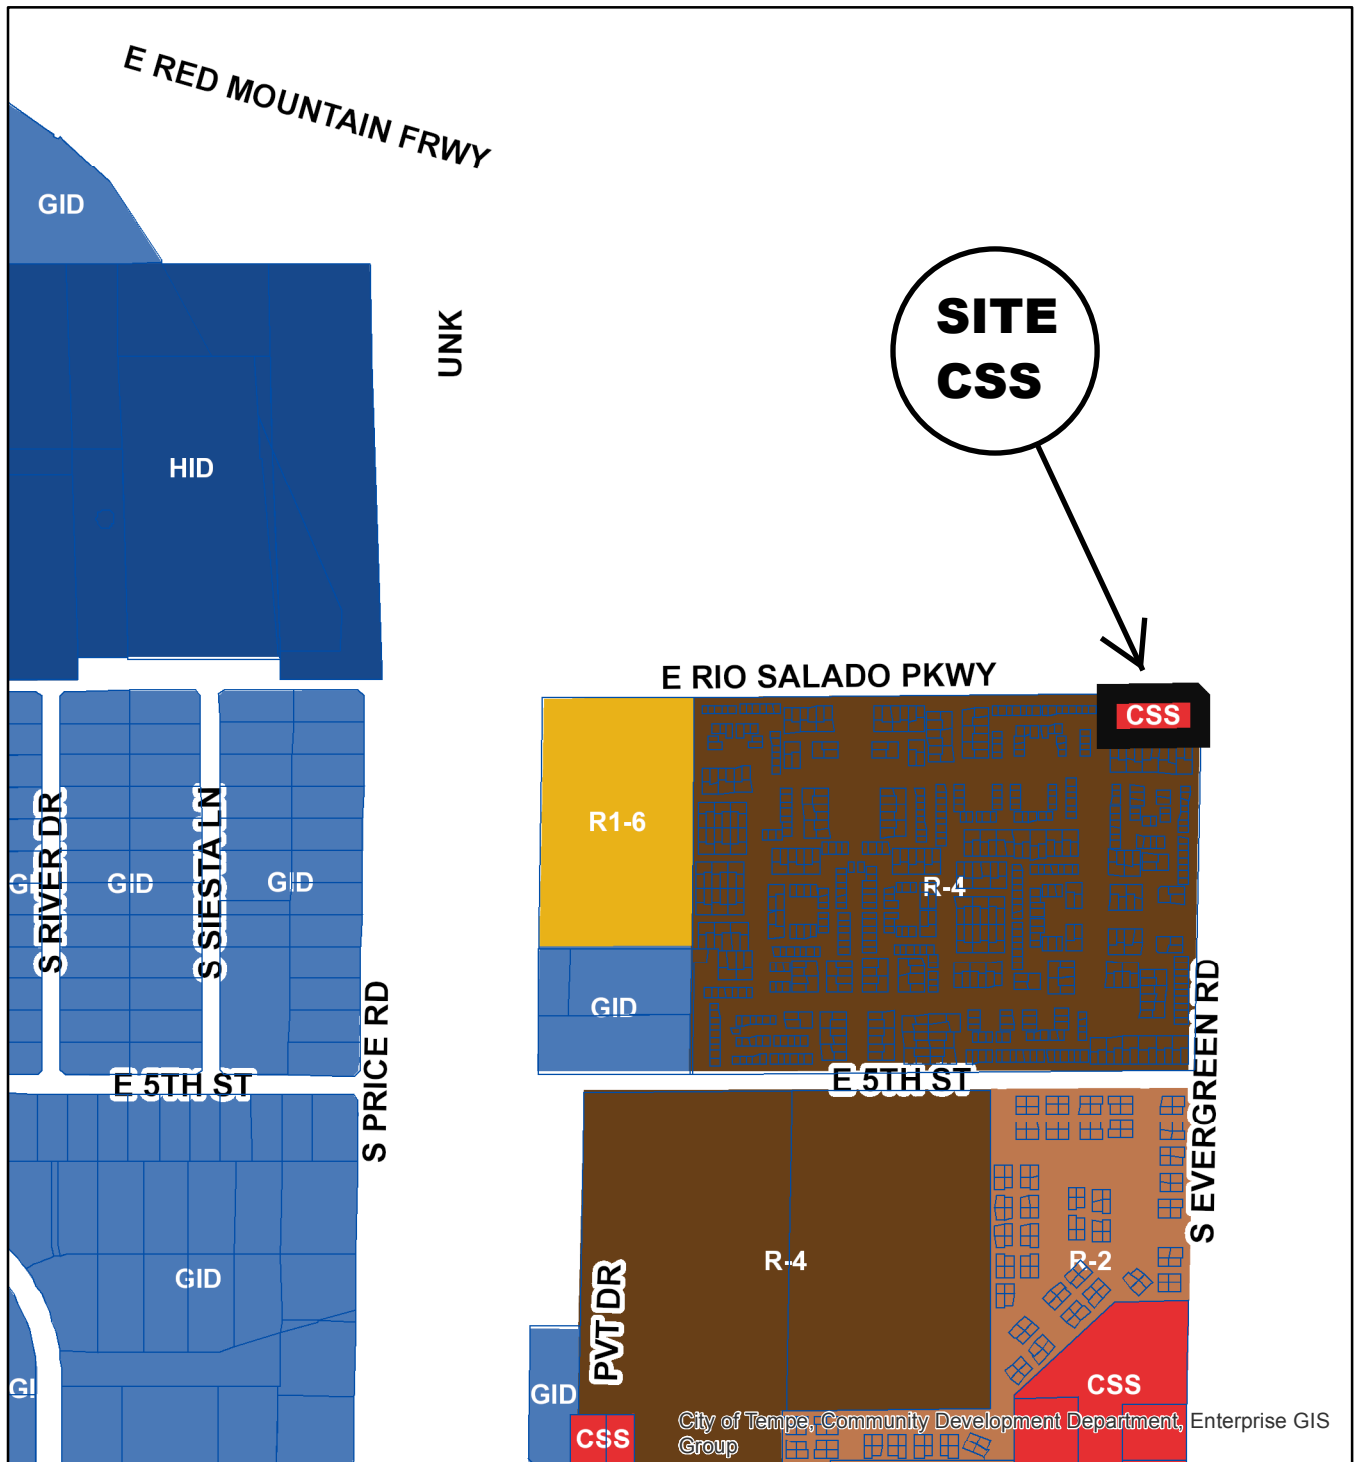 E RED MOUNTAIN FRWY
GID
UNK
SITE
CSS
HID
E RIO SALADO PKWY
CSS
R1-6
S RIVER DR
S SIESTA LN
GI
GID
GID
R-4
S PRICE RD
GID
S EVERGREEN RD
E 5TH ST
E 5TH ST
GID
R-4
R-2
PVT DR
GI
GID
CSS
CSS
City of Tempe, Community Development Department, Enterprise GIS
Group